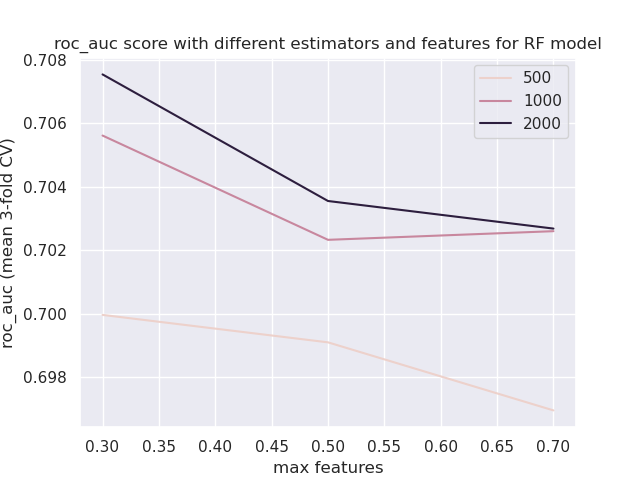 roc_auc score with different estimators and features for RF model
0.708
0.706
0.704
0.702
0.700
0.698
roc_auc (mean 3-fold CV)
500
1000
2000
0.30 0.35 0.40 0.45 0.50 0.55 0.60 0.65 0.70
max features